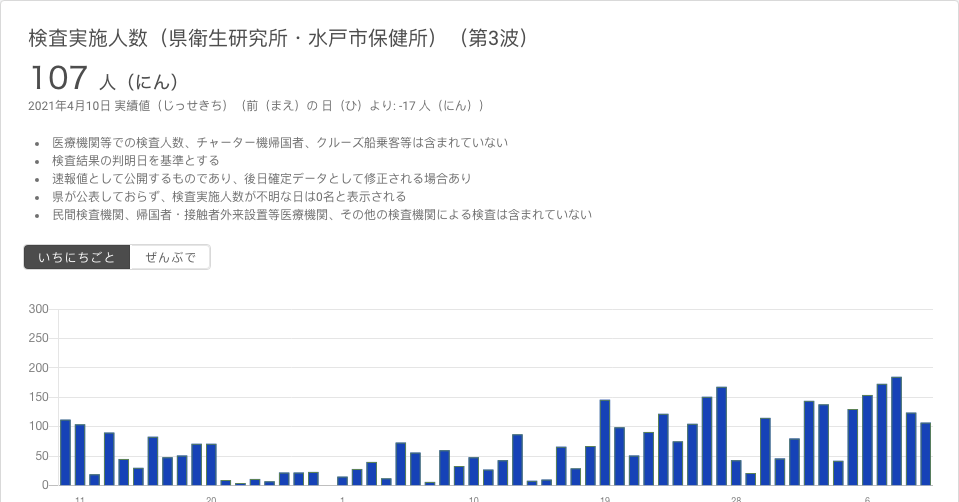 検査実施人数（県衛生研究所・水戸市保健所）（第3波）
107 人（にん）
2021年4月10日 実績値（じっせきち）（前（まえ）の 日（ひ）より: -17 人（にん））
• 医療機関等での検査人数、チャーター機帰国者、クルーズ船乗客等は含まれていない
• 検査結果の判明日を基準とする
• 速報値として公開するものであり、後日確定データとして修正される場合あり
• 県が公表しておらず、検査実施人数が不明な日は0名と表示される
• 民間検査機関、帰国者・接触者外来設置等医療機関、その他の検査機関による検査は含まれていない
いちにちごと ぜんぶで
300
250
200
150
100
50
0
11 20 1 10 19 28 6